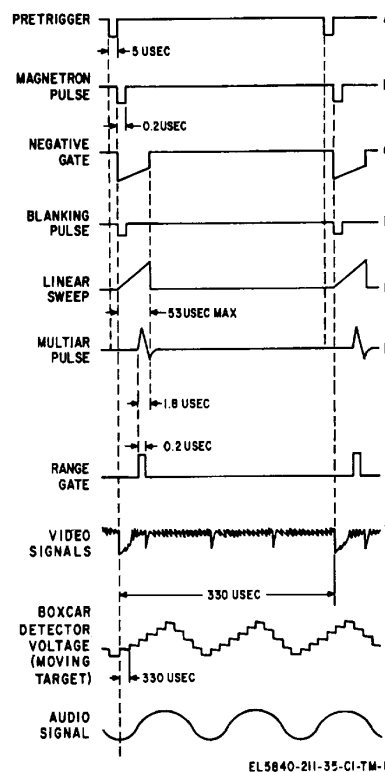 PRETRIGGER
5 USEC
MAGNETRON
PULSE
0.2USEC
NEGATIVE
GATE
BLANKING
PULSE
LINEAR
SWEEP
53 USEC MAX
MULTIAR
PULSE
1.8 USEC
0.2 USEC
RANGE
GATE
VIDEO
SIGNALS
330 USEC
BOXCAR
DETECTOR
VOLTAGE
(MOVING
TARGET)
330 USEC
AUDIO
SIGNAL
EL5840-211-35-CI-TM-